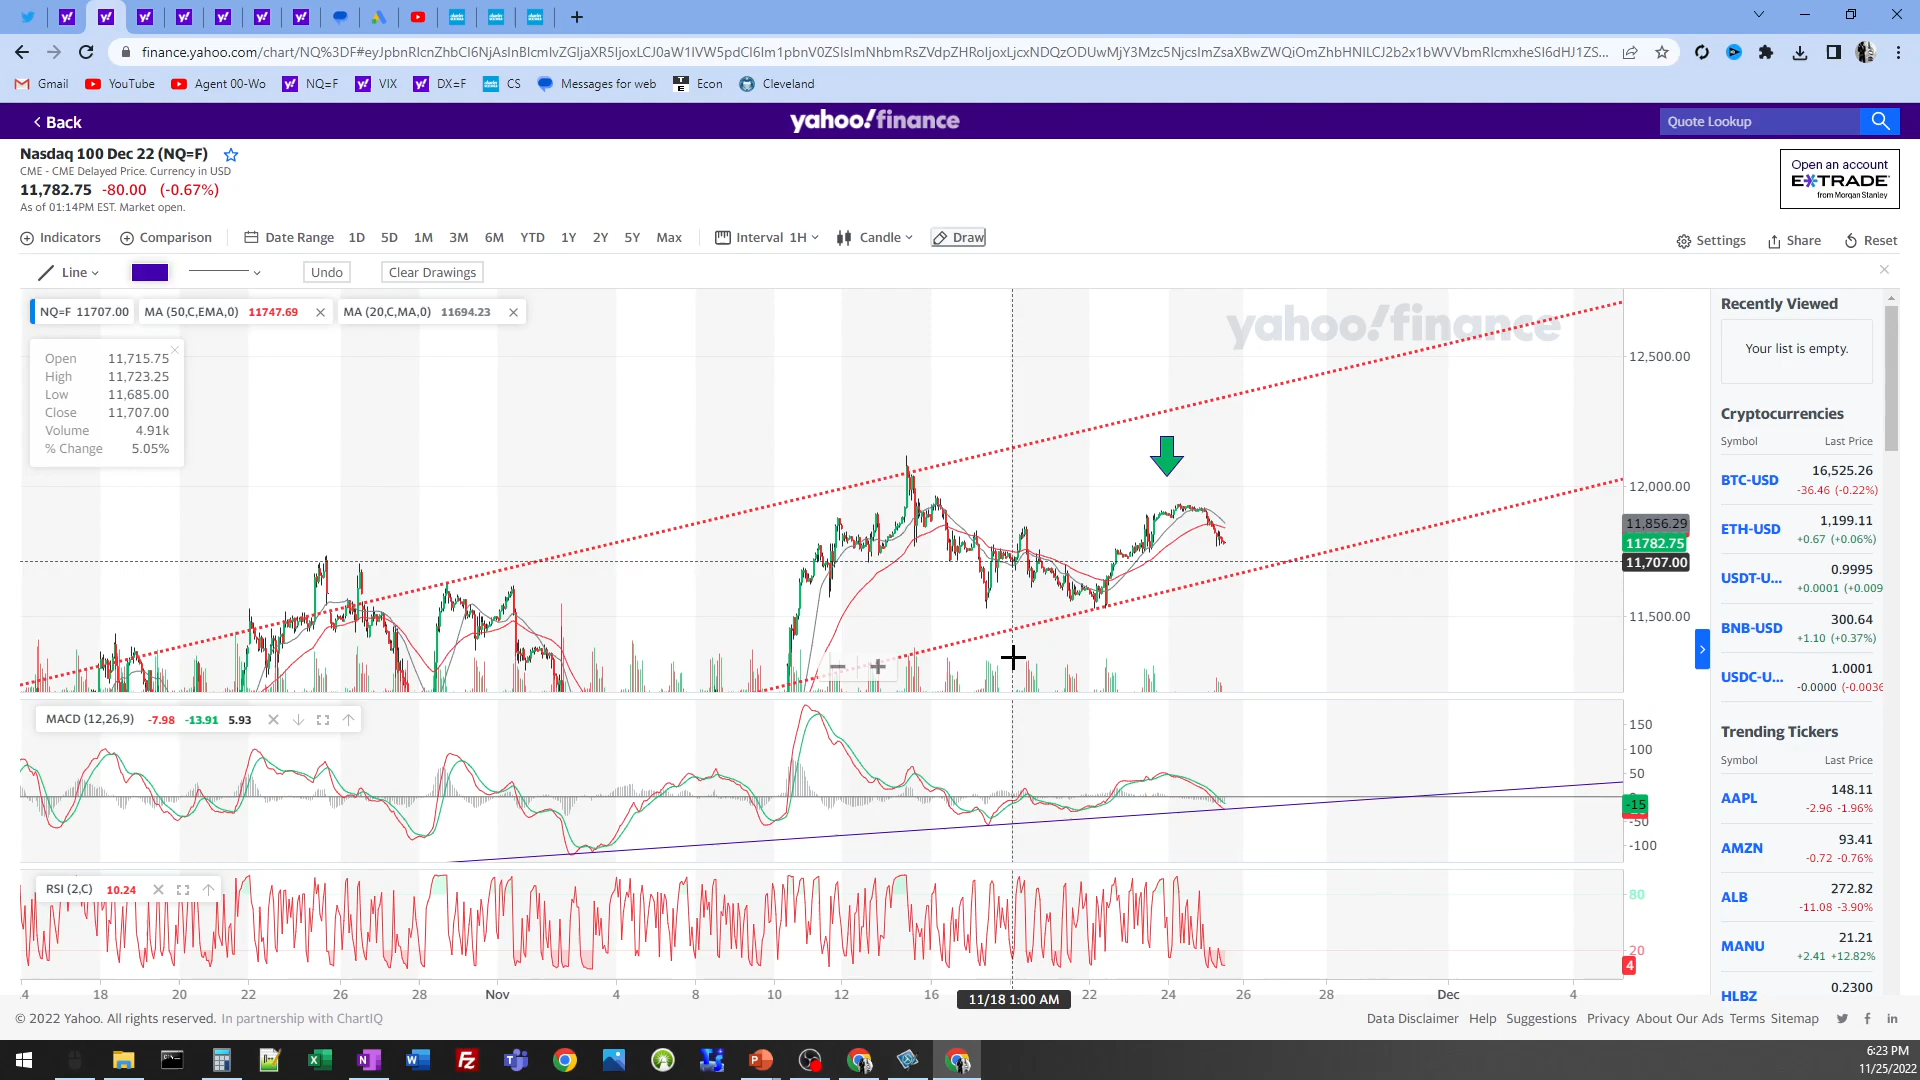 finance.yahoo.com/chart/NQ%3DF#eyJpbnRlcnZhbCI6NjAsInBlcmlvZGljaXR5IjoxLCJ0aW1lVW5pdCI6Im1pbnV0ZSIsImNhbmRsZVdpZHRoIjoxLjcxNDQzODUwMjY3Mzc5NjcsImZsaXBwZWQiOmZhbHNlLCJ2b2x1bWVVbmRlcmxheSI6dHJ1ZS...
Gmail YouTube Agent 00-Wo NQ=F VIX DX=F CS Messages for web Econ Cleveland
< Back
yahoo!finance
Quote Lookup
Nasdaq 100 Dec 22 (NQ=F)
CME - CME Delayed Price. Currency in USD
11,782.75 -80.00 (-0.67%)
As of 01:14PM EST. Market open.
Open an account
E*TRADE
from Morgan Stanley
Indicators Comparison Date Range 1D 5D 1M 3M 6M YTD 1Y 2Y 5Y Max Interval 1H Candle Draw
Settings Share Reset
Line Undo Clear Drawings
NQ=F 11707.00 MA (50,C,EMA,0) 11747.69 MA (20,C,MA,0) 11694.23
yahoo!finance
Open 11,715.75
High 11,723.25
Low 11,685.00
Close 11,707.00
Volume 4.91k
% Change 5.05%
12,500.00
12,000.00
11,856.29
11782.75
11,707.00
11,500.00
MACD (12,26,9) -7.98 -13.91 5.93
150
100
50
-15
-50
-100
RSI (2,C) 10.24
80
20
4
4 18 20 22 26 28 Nov 4 8 10 12 16 11/18 1:00 AM 22 24 26 28 Dec 4
Recently Viewed
Your list is empty.
Cryptocurrencies
Symbol Last Price
BTC-USD 16,525.26
-36.46 (-0.22%)
ETH-USD 1,199.11
+0.67 (+0.06%)
USDT-U... 0.9995
+0.0001 (+0.009
BNB-USD 300.64
+1.10 (+0.37%)
USDC-U... 1.0001
-0.0000 (-0.0036
Trending Tickers
Symbol Last Price
AAPL 148.11
-2.96 -1.96%
AMZN 93.41
-0.72 -0.76%
ALB 272.82
-11.08 -3.90%
MANU 21.21
+2.41 +12.82%
HLBZ 0.2300
© 2022 Yahoo. All rights reserved. In partnership with ChartIQ
Data Disclaimer Help Suggestions Privacy About Our Ads Terms Sitemap
6:23 PM
11/25/2022